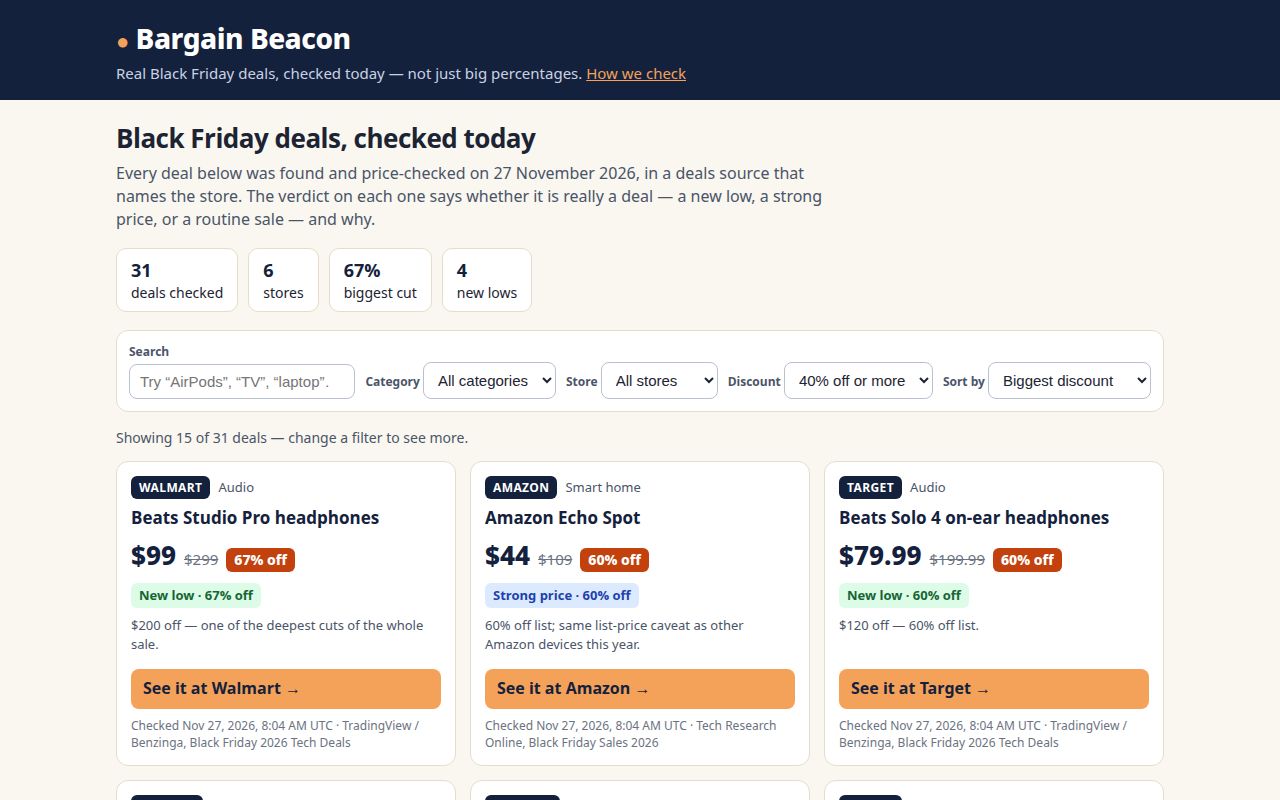 Bargain Beacon
Real Black Friday deals, checked today — not just big percentages. How we check
Black Friday deals, checked today
Every deal below was found and price-checked on 27 November 2026, in a deals source that
names the store. The verdict on each one says whether it is really a deal — a new low, a strong
price, or a routine sale — and why.
31
deals checked
6
stores
67%
biggest cut
4
new lows
Search
Try “AirPods”, “TV”, “laptop”.
Category All categories
Store All stores
Discount 40% off or more
Sort by Biggest discount
Showing 15 of 31 deals — change a filter to see more.
WALMART Audio
Beats Studio Pro headphones
$99 $299 67% off
New low · 67% off
$200 off — one of the deepest cuts of the whole
sale.
See it at Walmart →
Checked Nov 27, 2026, 8:04 AM UTC · TradingView /
Benzinga, Black Friday 2026 Tech Deals
AMAZON Smart home
Amazon Echo Spot
$44 $109 60% off
Strong price · 60% off
60% off list; same list-price caveat as other
Amazon devices this year.
See it at Amazon →
Checked Nov 27, 2026, 8:04 AM UTC · Tech Research
Online, Black Friday Sales 2026
TARGET Audio
Beats Solo 4 on-ear headphones
$79.99 $199.99 60% off
New low · 60% off
$120 off — 60% off list.
See it at Target →
Checked Nov 27, 2026, 8:04 AM UTC · TradingView /
Benzinga, Black Friday 2026 Tech Deals